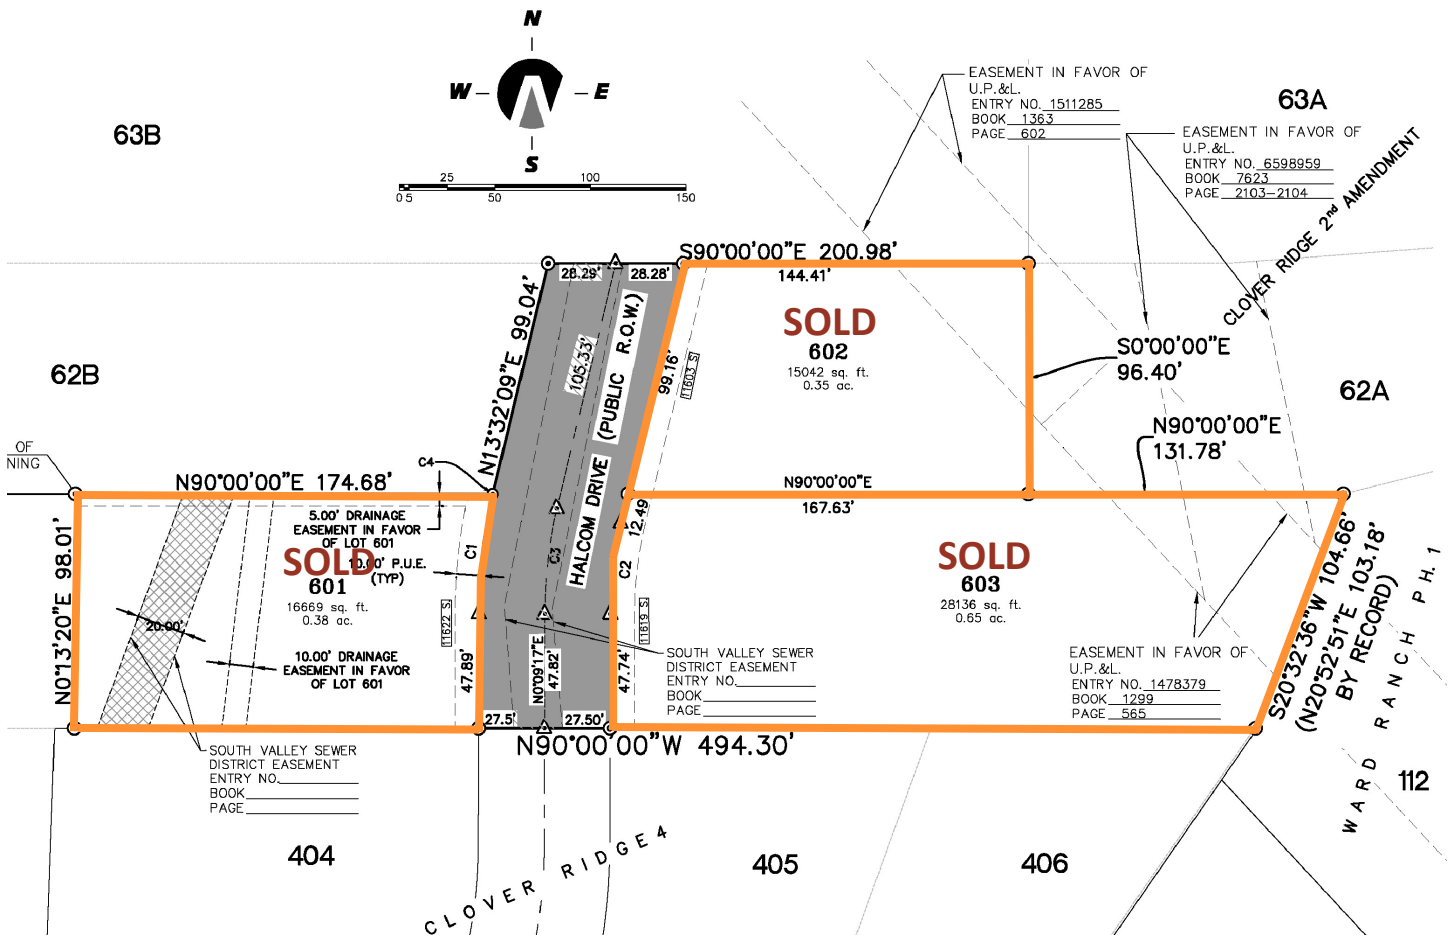 N
W
E
S
25
100
0 5
50
150
63B
63A
62B
62A
EASEMENT IN FAVOR OF
U.P.&L.
ENTRY NO. 1511285
BOOK 1363
PAGE 602
EASEMENT IN FAVOR OF
U.P.&L.
ENTRY NO. 6598959
BOOK 7623
PAGE 2103-2104
CLOVER RIDGE 2nd AMENDMENT
S90°00'00"E 200.98'
28.29'
28.28'
144.41'
N13°32'09"E 99.04'
105.33'
HALCOM DRIVE (PUBLIC R.O.W.)
99.16'
11603 S
SOLD
602
15042 sq. ft.
0.35 ac.
S0°00'00"E
96.40'
N90°00'00"E
131.78'
OF
NING
N90°00'00"E 174.68'
C4
N90°00'00"E
167.63'
12.49
5.00' DRAINAGE
EASEMENT IN FAVOR
OF LOT 601
SOLD
10.00' P.U.E.
(TYP)
601
16669 sq. ft.
0.38 ac.
N0°13'20"E 98.01'
20.00'
10.00' DRAINAGE
EASEMENT IN FAVOR
OF LOT 601
C1
C3
C2
11622 S
11619 S
47.89'
N0°09'17"E
47.82'
47.74'
27.5'
27.50'
SOLD
603
28136 sq. ft.
0.65 ac.
SOUTH VALLEY SEWER
DISTRICT EASEMENT
ENTRY NO.
BOOK
PAGE
EASEMENT IN FAVOR OF
U.P.&L.
ENTRY NO. 1478379
BOOK 1299
PAGE 565
S20°32'36"W 104.66'
(N20°52'51"E 103.18'
BY RECORD)
WARD RANCH PH. 1
N90°00'00"W 494.30'
SOUTH VALLEY SEWER
DISTRICT EASEMENT
ENTRY NO.
BOOK
PAGE
404
CLOVER RIDGE 4
405
406
112